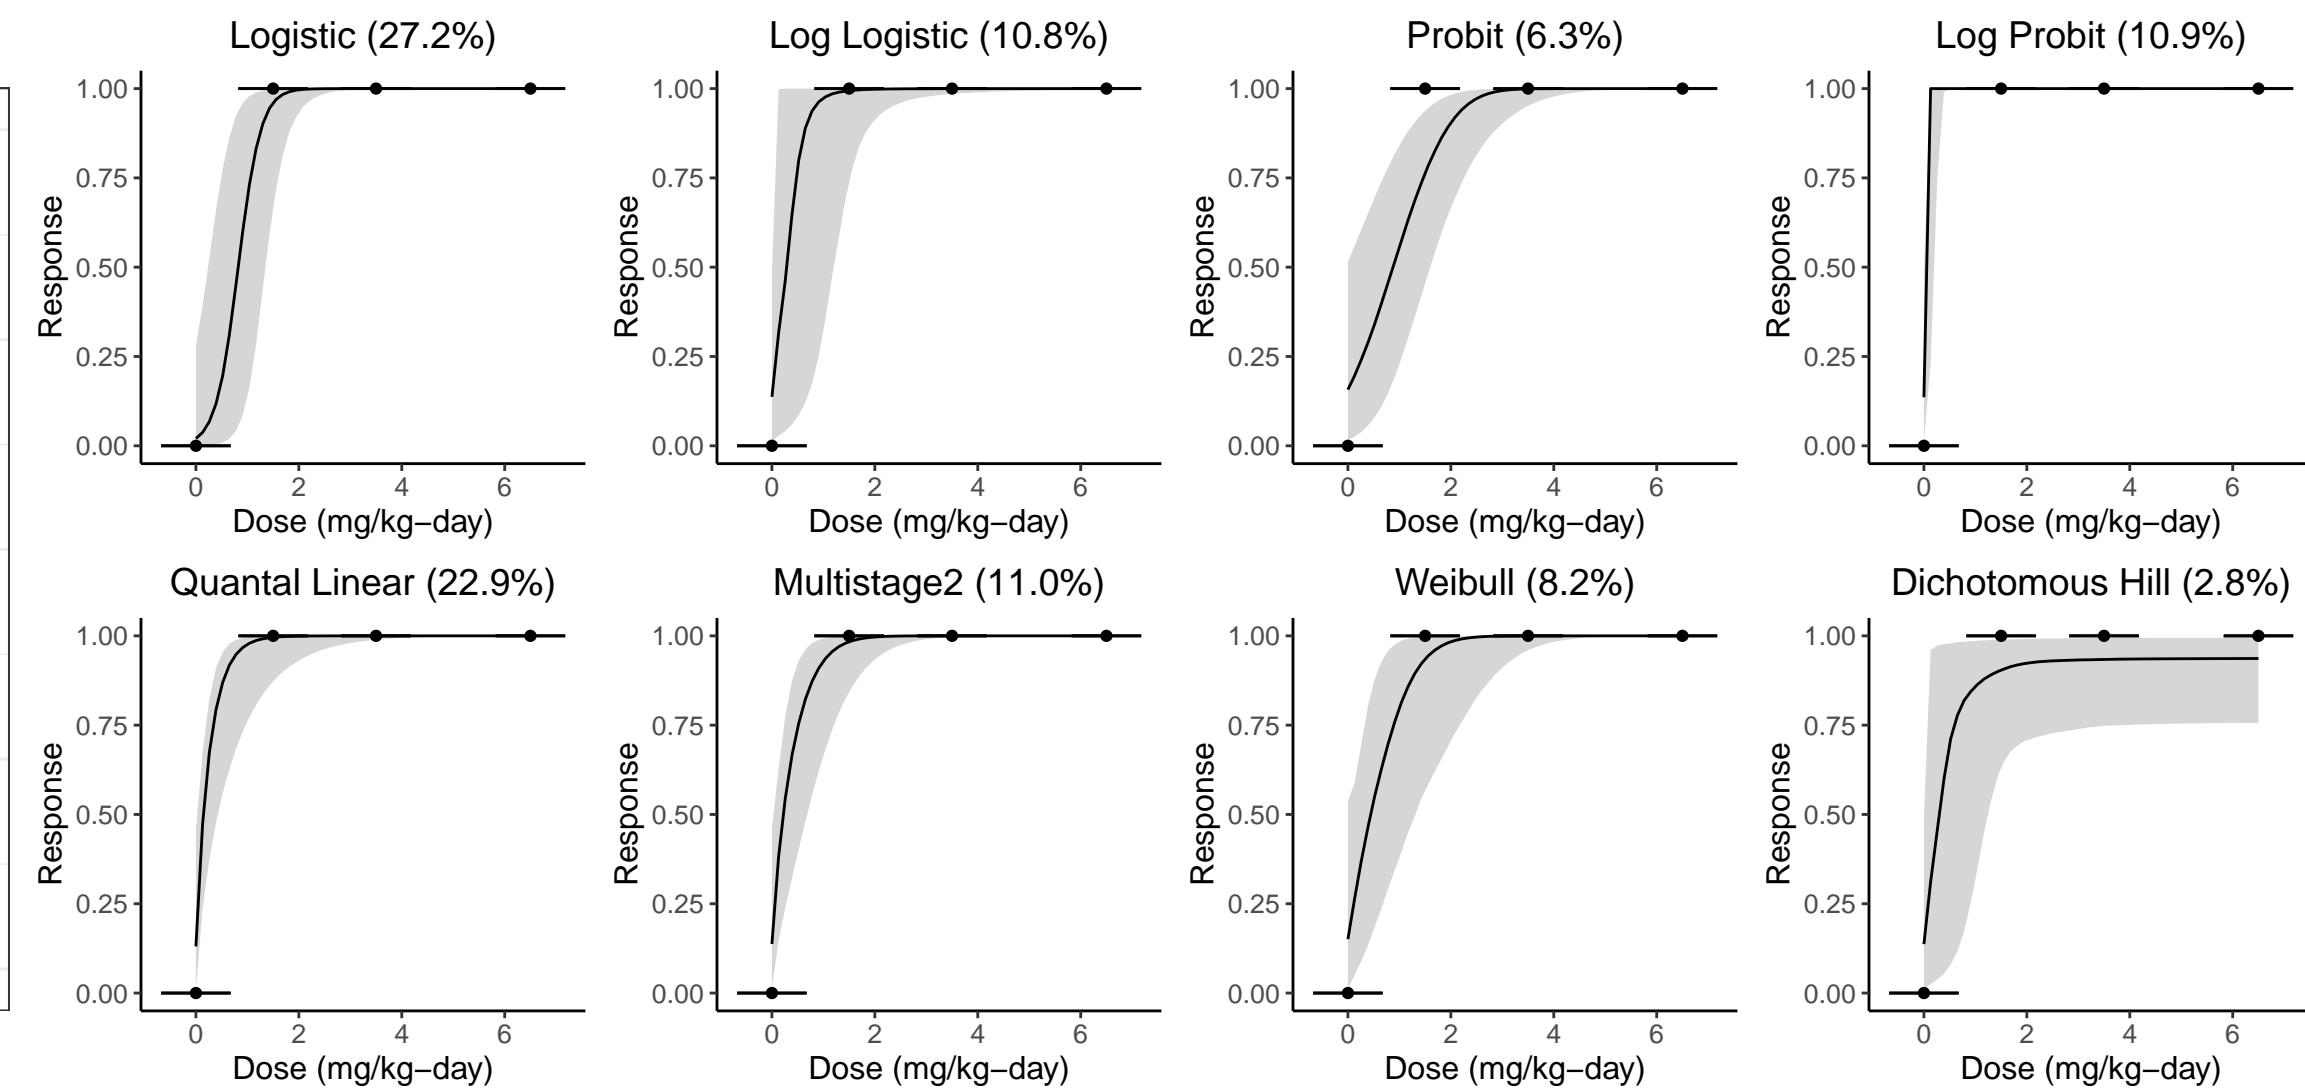 Logistic (27.2%)
1.00
0.75
0.50
0.25
0.00
0 2 4 6
Response
Dose (mg/kg−day)
Log Logistic (10.8%)
1.00
0.75
0.50
0.25
0.00
0 2 4 6
Response
Dose (mg/kg−day)
Probit (6.3%)
1.00
0.75
0.50
0.25
0.00
0 2 4 6
Response
Dose (mg/kg−day)
Log Probit (10.9%)
1.00
0.75
0.50
0.25
0.00
0 2 4 6
Response
Dose (mg/kg−day)
Quantal Linear (22.9%)
1.00
0.75
0.50
0.25
0.00
0 2 4 6
Response
Dose (mg/kg−day)
Multistage2 (11.0%)
1.00
0.75
0.50
0.25
0.00
0 2 4 6
Response
Dose (mg/kg−day)
Weibull (8.2%)
1.00
0.75
0.50
0.25
0.00
0 2 4 6
Response
Dose (mg/kg−day)
Dichotomous Hill (2.8%)
1.00
0.75
0.50
0.25
0.00
0 2 4 6
Response
Dose (mg/kg−day)